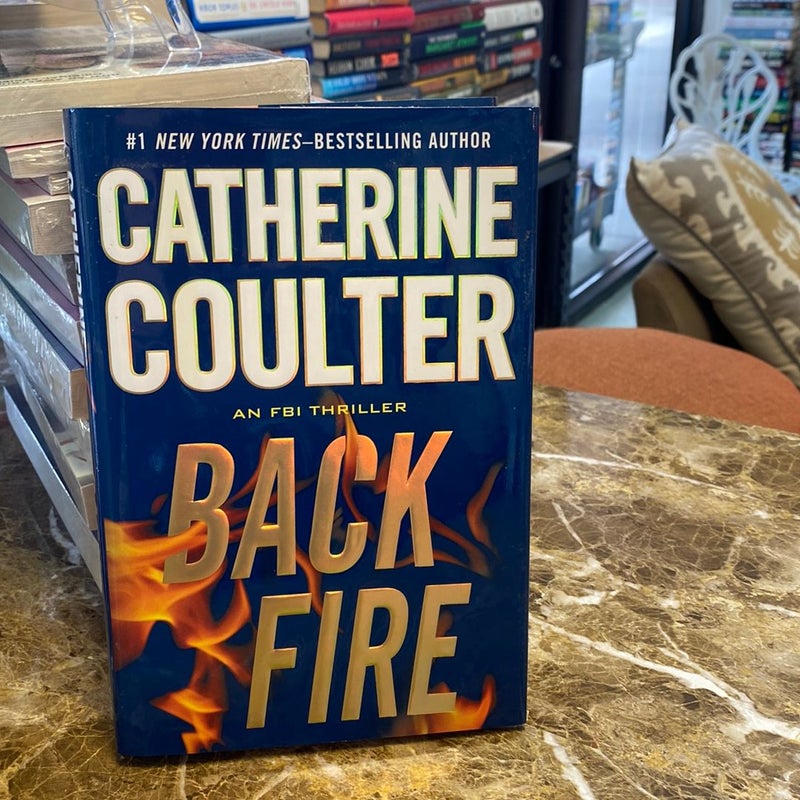 #1 NEW YORK TIMES–BESTSELLING AUTHOR
CATHERINE
COULTER
AN FBI THRILLER
BACK
FIRE